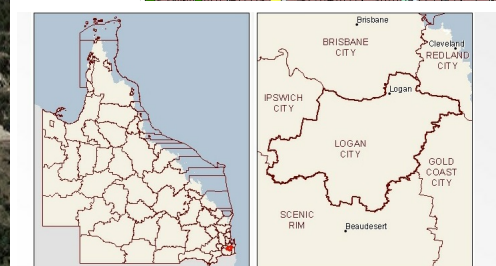 Brisbane
BRISBANE
CITY
Cleveland
REDLAND
CITY
Logan
IPSWICH
CITY
LOGAN
CITY
GOLD
COAST
CITY
SCENIC
RIM
Beaudesert